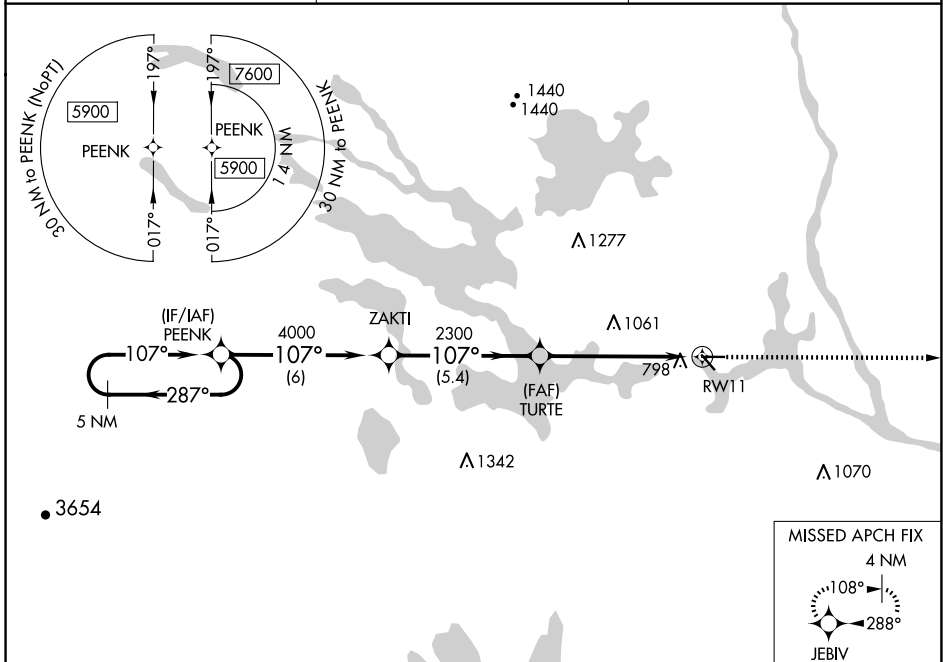 30 NM to PEENK (NoPT)
5900
197°
PEENK
017°
197°
7600
PEENK
5900
14 NM
30 NM to PEENK
017°
1440
1440
1277
(IF/IAF)
PEENK
107°
287°
5 NM
4000
107°
(6)
ZAKTI
2300
107°
(5.4)
(FAF)
TURTE
1061
798
RW11
1342
1070
3654
MISSED APCH FIX
4 NM
108°
288°
JEBIV